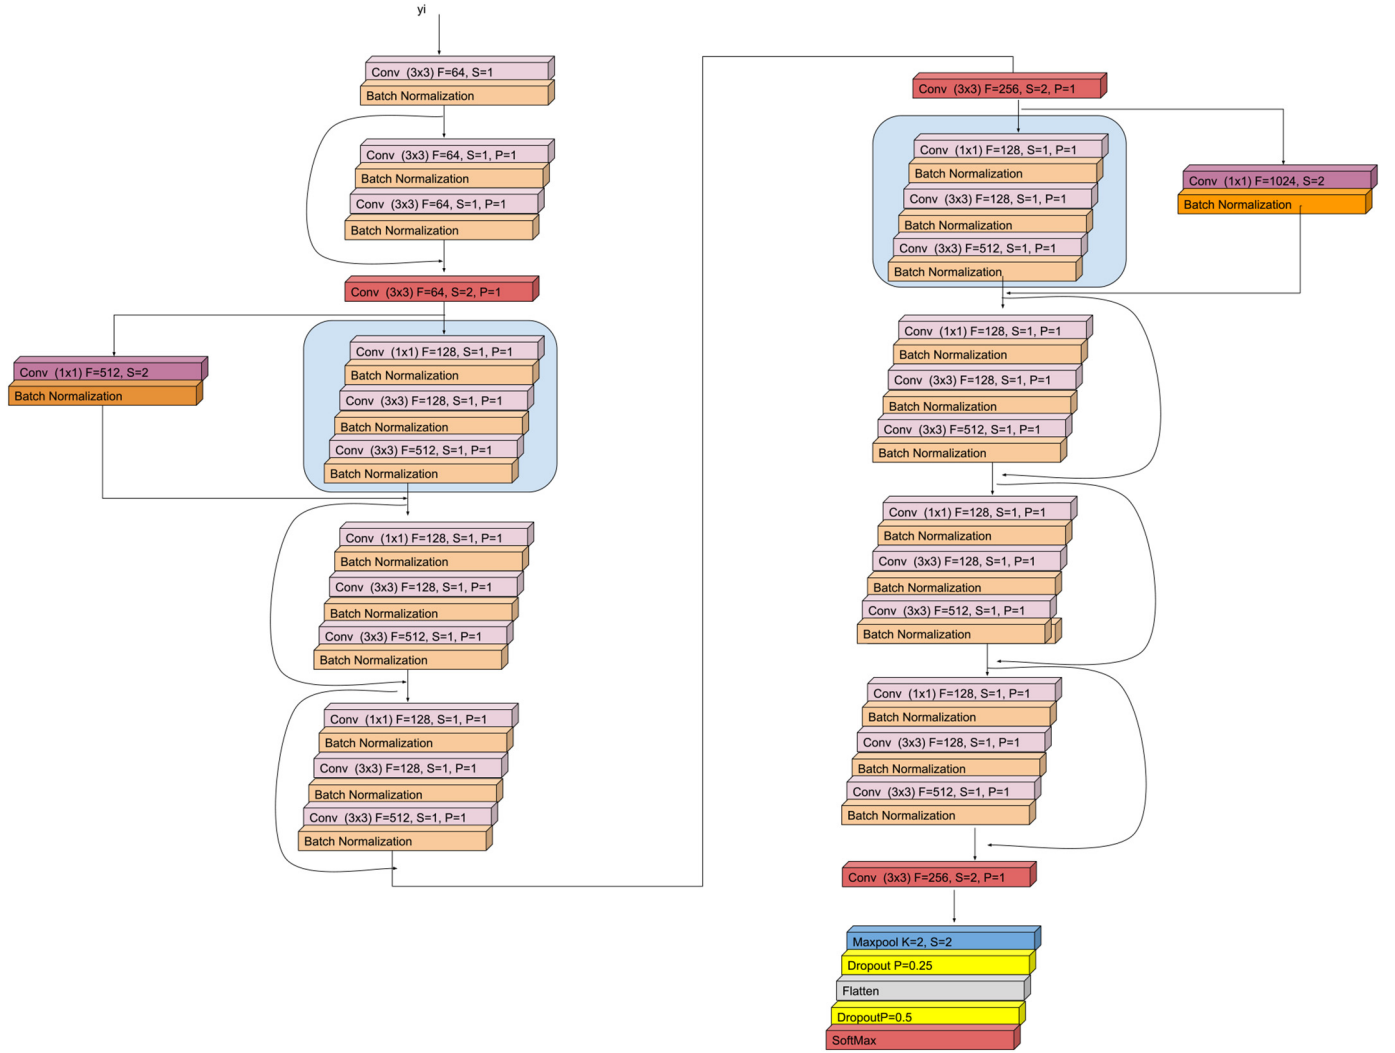 yi
Conv (3x3) F=64, S=1
Batch Normalization
Conv (3x3) F=64, S=1, P=1
Batch Normalization
Conv (3x3) F=64, S=1, P=1
Batch Normalization
Conv (3x3) F=64, S=2, P=1
Conv (1x1) F=512, S=2
Batch Normalization
Conv (1x1) F=128, S=1, P=1
Batch Normalization
Conv (3x3) F=128, S=1, P=1
Batch Normalization
Conv (3x3) F=512, S=1, P=1
Batch Normalization
Conv (1x1) F=128, S=1, P=1
Batch Normalization
Conv (3x3) F=128, S=1, P=1
Batch Normalization
Conv (3x3) F=512, S=1, P=1
Batch Normalization
Conv (1x1) F=128, S=1, P=1
Batch Normalization
Conv (3x3) F=128, S=1, P=1
Batch Normalization
Conv (3x3) F=512, S=1, P=1
Batch Normalization
Conv (3x3) F=256, S=2, P=1
Conv (1x1) F=128, S=1, P=1
Batch Normalization
Conv (3x3) F=128, S=1, P=1
Batch Normalization
Conv (3x3) F=512, S=1, P=1
Batch Normalization
Conv (1x1) F=1024, S=2
Batch Normalization
Conv (1x1) F=128, S=1, P=1
Batch Normalization
Conv (3x3) F=128, S=1, P=1
Batch Normalization
Conv (3x3) F=512, S=1, P=1
Batch Normalization
Conv (1x1) F=128, S=1, P=1
Batch Normalization
Conv (3x3) F=128, S=1, P=1
Batch Normalization
Conv (3x3) F=512, S=1, P=1
Batch Normalization
Conv (1x1) F=128, S=1, P=1
Batch Normalization
Conv (3x3) F=128, S=1, P=1
Batch Normalization
Conv (3x3) F=512, S=1, P=1
Batch Normalization
Conv (3x3) F=256, S=2, P=1
Maxpool K=2, S=2
Dropout P=0.25
Flatten
DropoutP=0.5
SoftMax